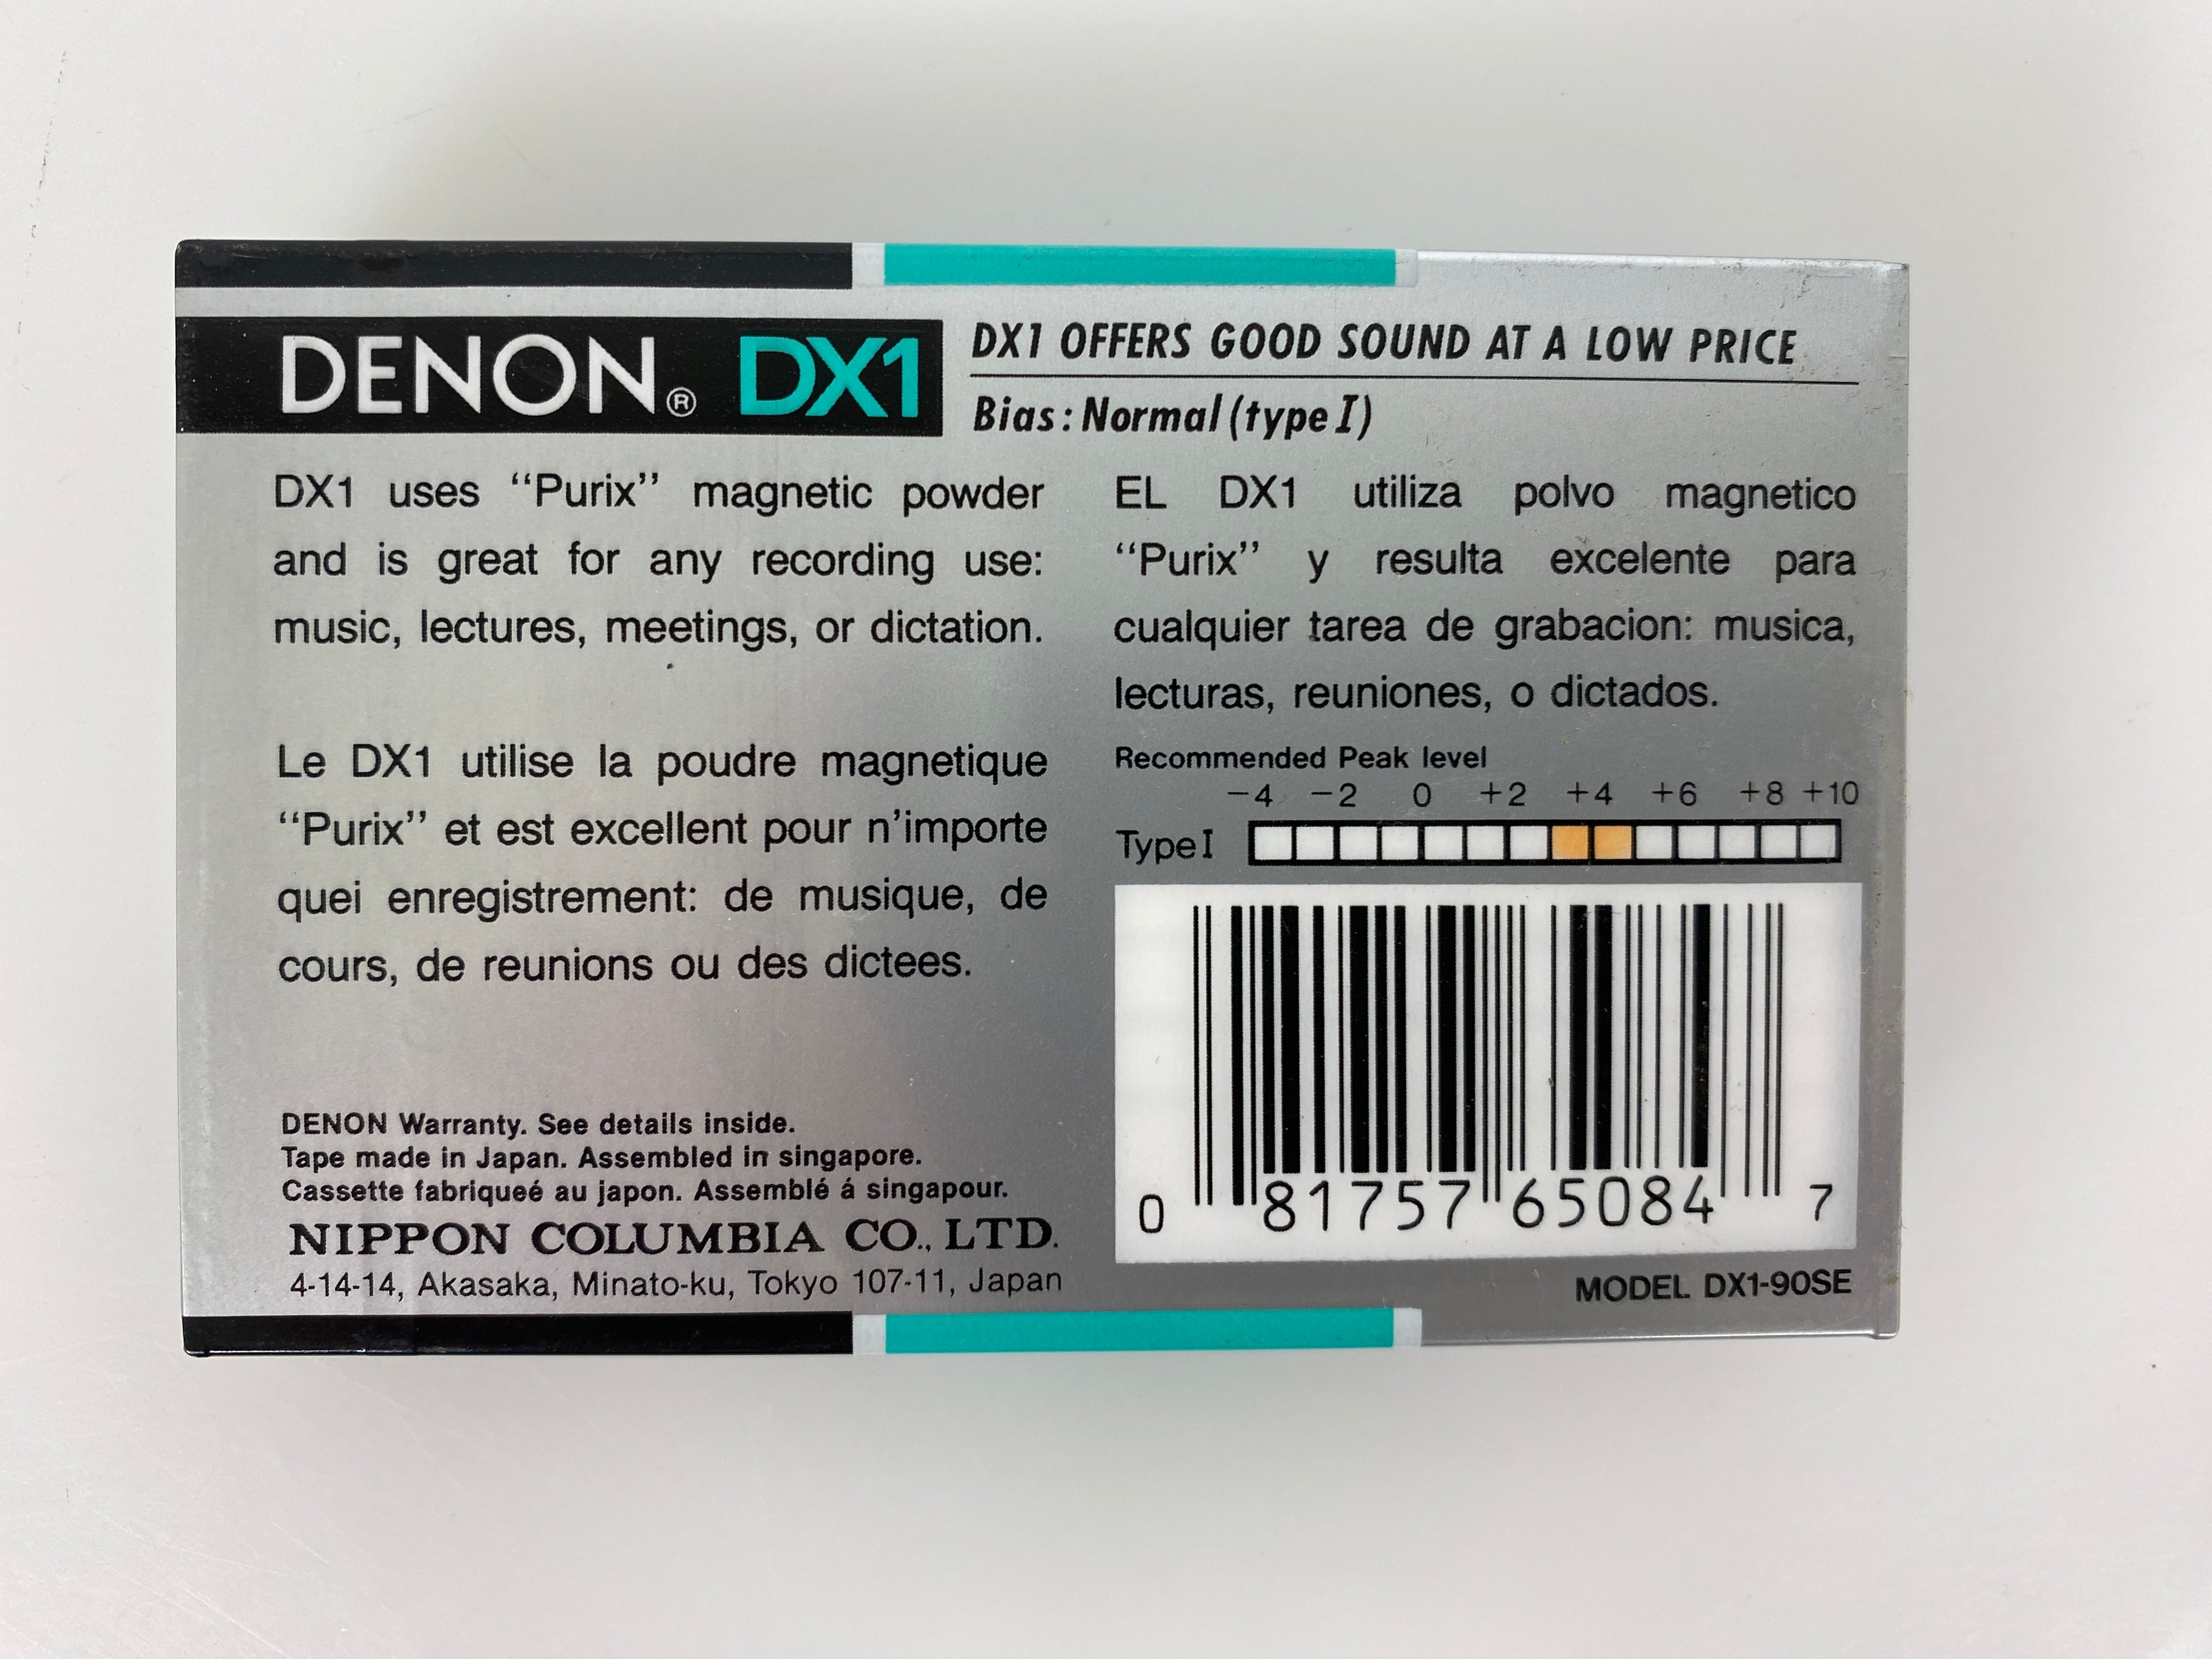 DENON® DX1
DX1 OFFERS GOOD SOUND AT A LOW PRICE
Bias: Normal (type I)
DX1 uses “Purix” magnetic powder
and is great for any recording use:
music, lectures, meetings, or dictation.
Le DX1 utilise la poudre magnetique
“Purix” et est excellent pour n'importe
quei enregistrement: de musique, de
cours, de reunions ou des dictees.
EL DX1 utiliza polvo magnetico
“Purix” y resulta excelente para
cualquier tarea de grabacion: musica,
lecturas, reuniones, o dictados.
Recommended Peak level
−4 −2 0 +2 +4 +6 +8 +10
Type I
DENON Warranty. See details inside.
Tape made in Japan. Assembled in singapore.
Cassette fabriqueé au japon. Assemblé á singapour.
NIPPON COLUMBIA CO., LTD.
4-14-14, Akasaka, Minato-ku, Tokyo 107-11, Japan
0 81757 65084 7
MODEL DX1-90SE